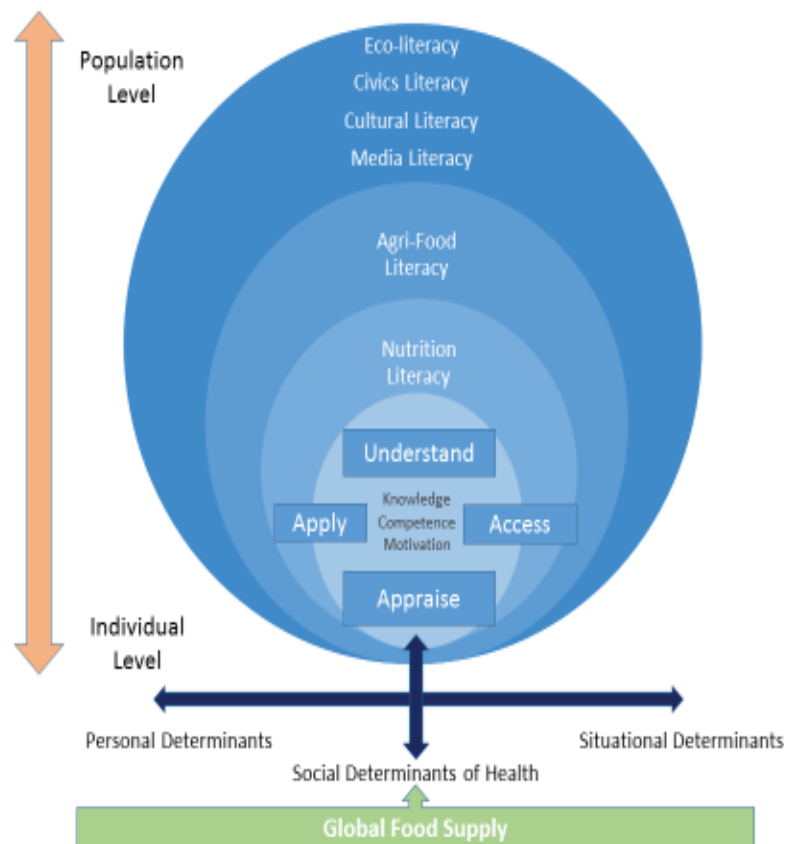 Population
Level
Eco-literacy
Civics Literacy
Cultural Literacy
Media Literacy
Agri-Food
Literacy
Nutrition
Literacy
Understand
Knowledge
Competence
Motivation
Apply
Access
Appraise
Individual
Level
Personal Determinants
Situational Determinants
Social Determinants of Health
Global Food Supply